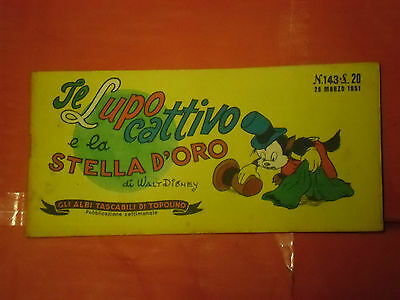 N. 143 - L. 20
28 MARZO 1951
Il Lupo
cattivo
e la
STELLA D'ORO
di WALT DISNEY
GLI ALBI TASCABILI DI TOPOLINO
Pubblicazione settimanale